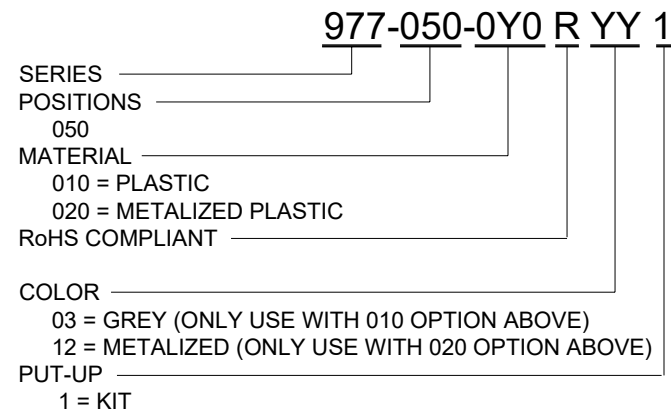 977-050-0Y0 R YY 1
SERIES
POSITIONS
050
MATERIAL
010 = PLASTIC
020 = METALIZED PLASTIC
RoHS COMPLIANT
COLOR
03 = GREY (ONLY USE WITH 010 OPTION ABOVE)
12 = METALIZED (ONLY USE WITH 020 OPTION ABOVE)
PUT-UP
1 = KIT